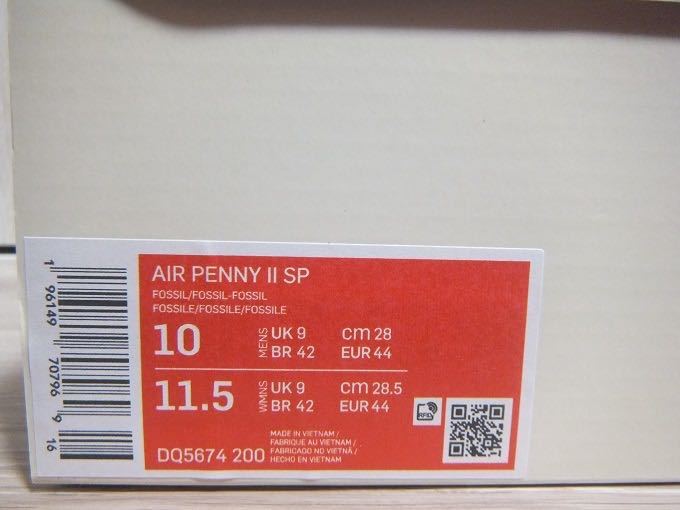 AIR PENNY II SP
FOSSIL/FOSSIL-FOSSIL
FOSSILE/FOSSILE/FOSSILE
10 MENS UK 9 cm 28
BR 42 EUR 44
11.5 WMNS UK 9 cm 28.5
BR 42 EUR 44
RFID
DQ5674 200
MADE IN VIETNAM /
FABRIQUE AU VIETNAM /
FABRICADO NO VIETNÃ /
HECHO EN VIETNAM
1 96149 70796 9 16